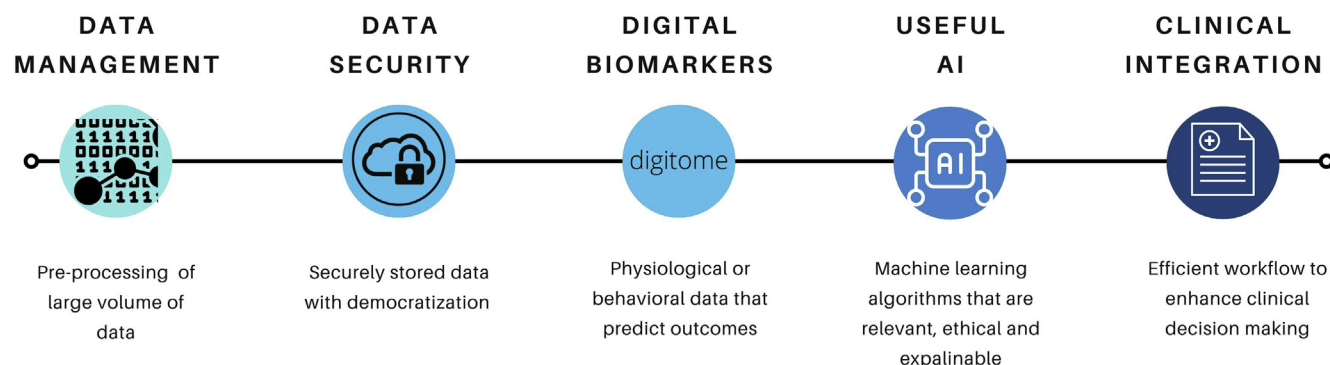 DATA
MANAGEMENT
DATA
SECURITY
DIGITAL
BIOMARKERS
USEFUL
AI
CLINICAL
INTEGRATION
digitome
AI
Pre-processing of
large volume of
data
Securely stored data
with democratization
Physiological or
behavioral data that
predict outcomes
Machine learning
algorithms that are
relevant, ethical and
expalinable
Efficient workflow to
enhance clinical
decision making